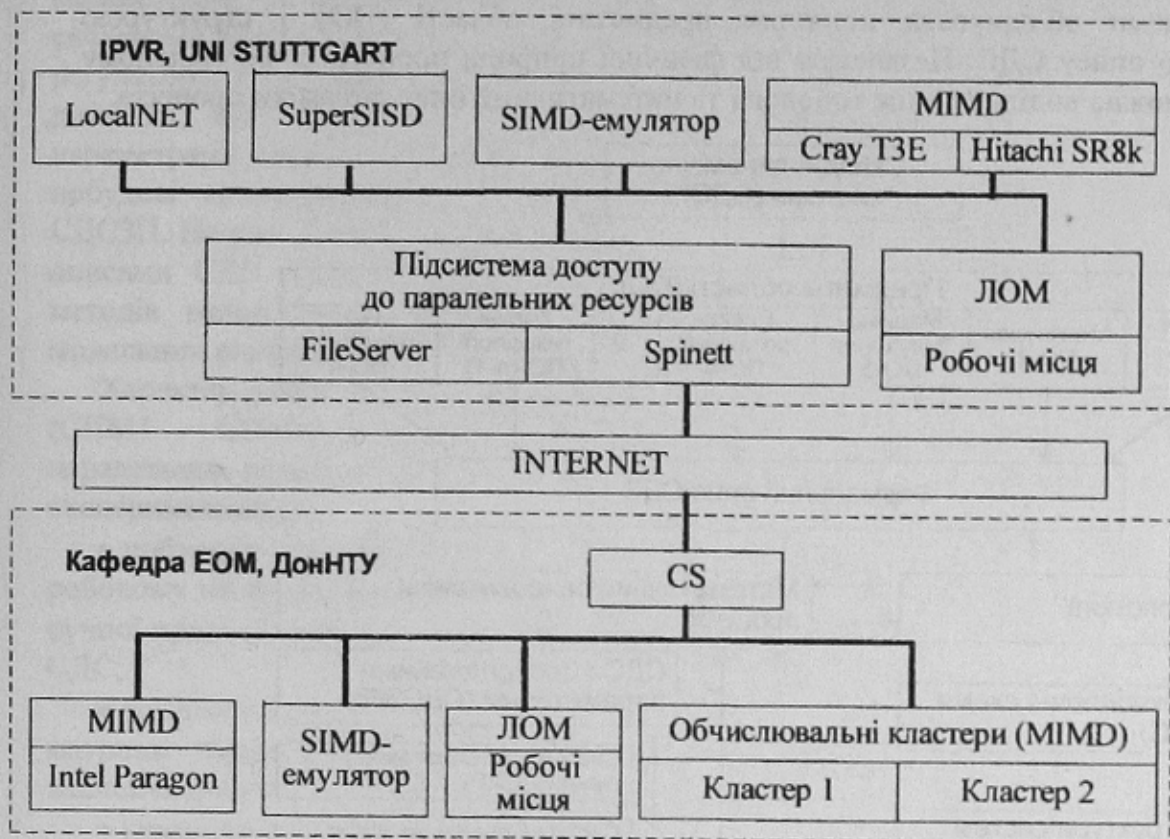 IPVR, UNI STUTTGART
LocalNET
SuperSISD
SIMD-емулятор
MIMD
Cray T3E
Hitachi SR8k
Підсистема доступу
до паралельних ресурсів
FileServer
Spinett
ЛОМ
Робочі місця
INTERNET
Кафедра ЕОМ, ДонНТУ
CS
MIMD
Intel Paragon
SIMD-
емулятор
ЛОМ
Робочі
місця
Обчислювальні кластери (MIMD)
Кластер 1
Кластер 2